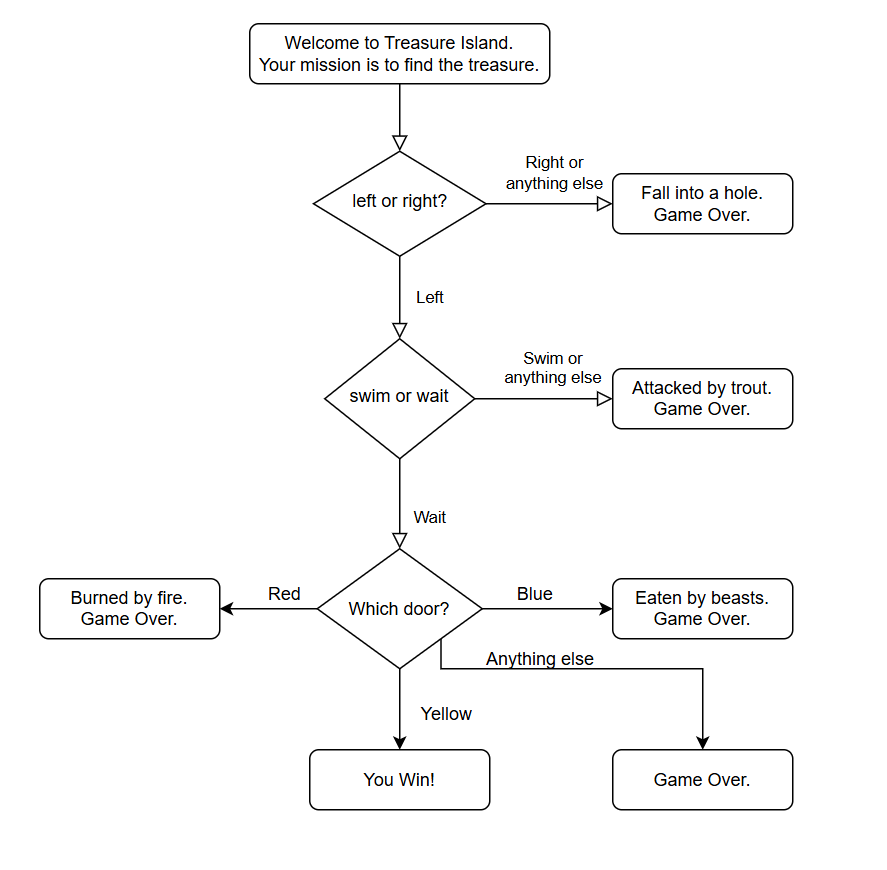 Welcome to Treasure Island.
Your mission is to find the treasure.
left or right?
Right or
anything else
Fall into a hole.
Game Over.
Left
swim or wait
Swim or
anything else
Attacked by trout.
Game Over.
Wait
Which door?
Red
Burned by fire.
Game Over.
Blue
Eaten by beasts.
Game Over.
Anything else
Yellow
You Win!
Game Over.